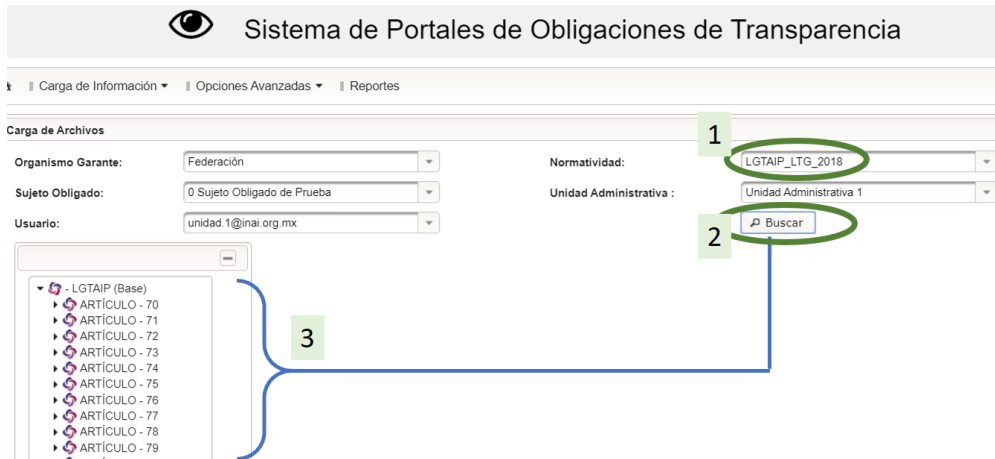 Sistema de Portales de Obligaciones de Transparencia
Carga de Información Opciones Avanzadas Reportes
Carga de Archivos
1
Organismo Garante: Federación Normatividad: LGTAIP_LTG_2018
Sujeto Obligado: 0 Sujeto Obligado de Prueba Unidad Administrativa : Unidad Administrativa 1
Usuario: unidad.1@inai.org.mx Buscar
2
- LGTAIP (Base)
ARTÍCULO - 70
ARTÍCULO - 71
ARTÍCULO - 72
3
ARTÍCULO - 73
ARTÍCULO - 74
ARTÍCULO - 75
ARTÍCULO - 76
ARTÍCULO - 77
ARTÍCULO - 78
ARTÍCULO - 79